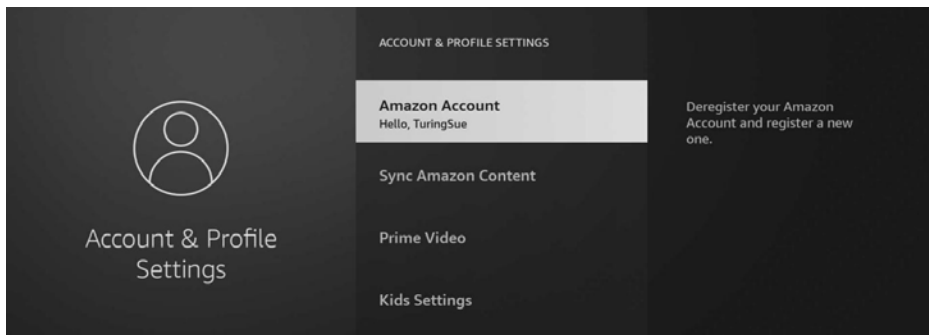 ACCOUNT & PROFILE SETTINGS
Amazon Account
Hello, TuringSue
Deregister your Amazon
Account and register a new
one.
Sync Amazon Content
Account & Profile
Settings
Prime Video
Kids Settings